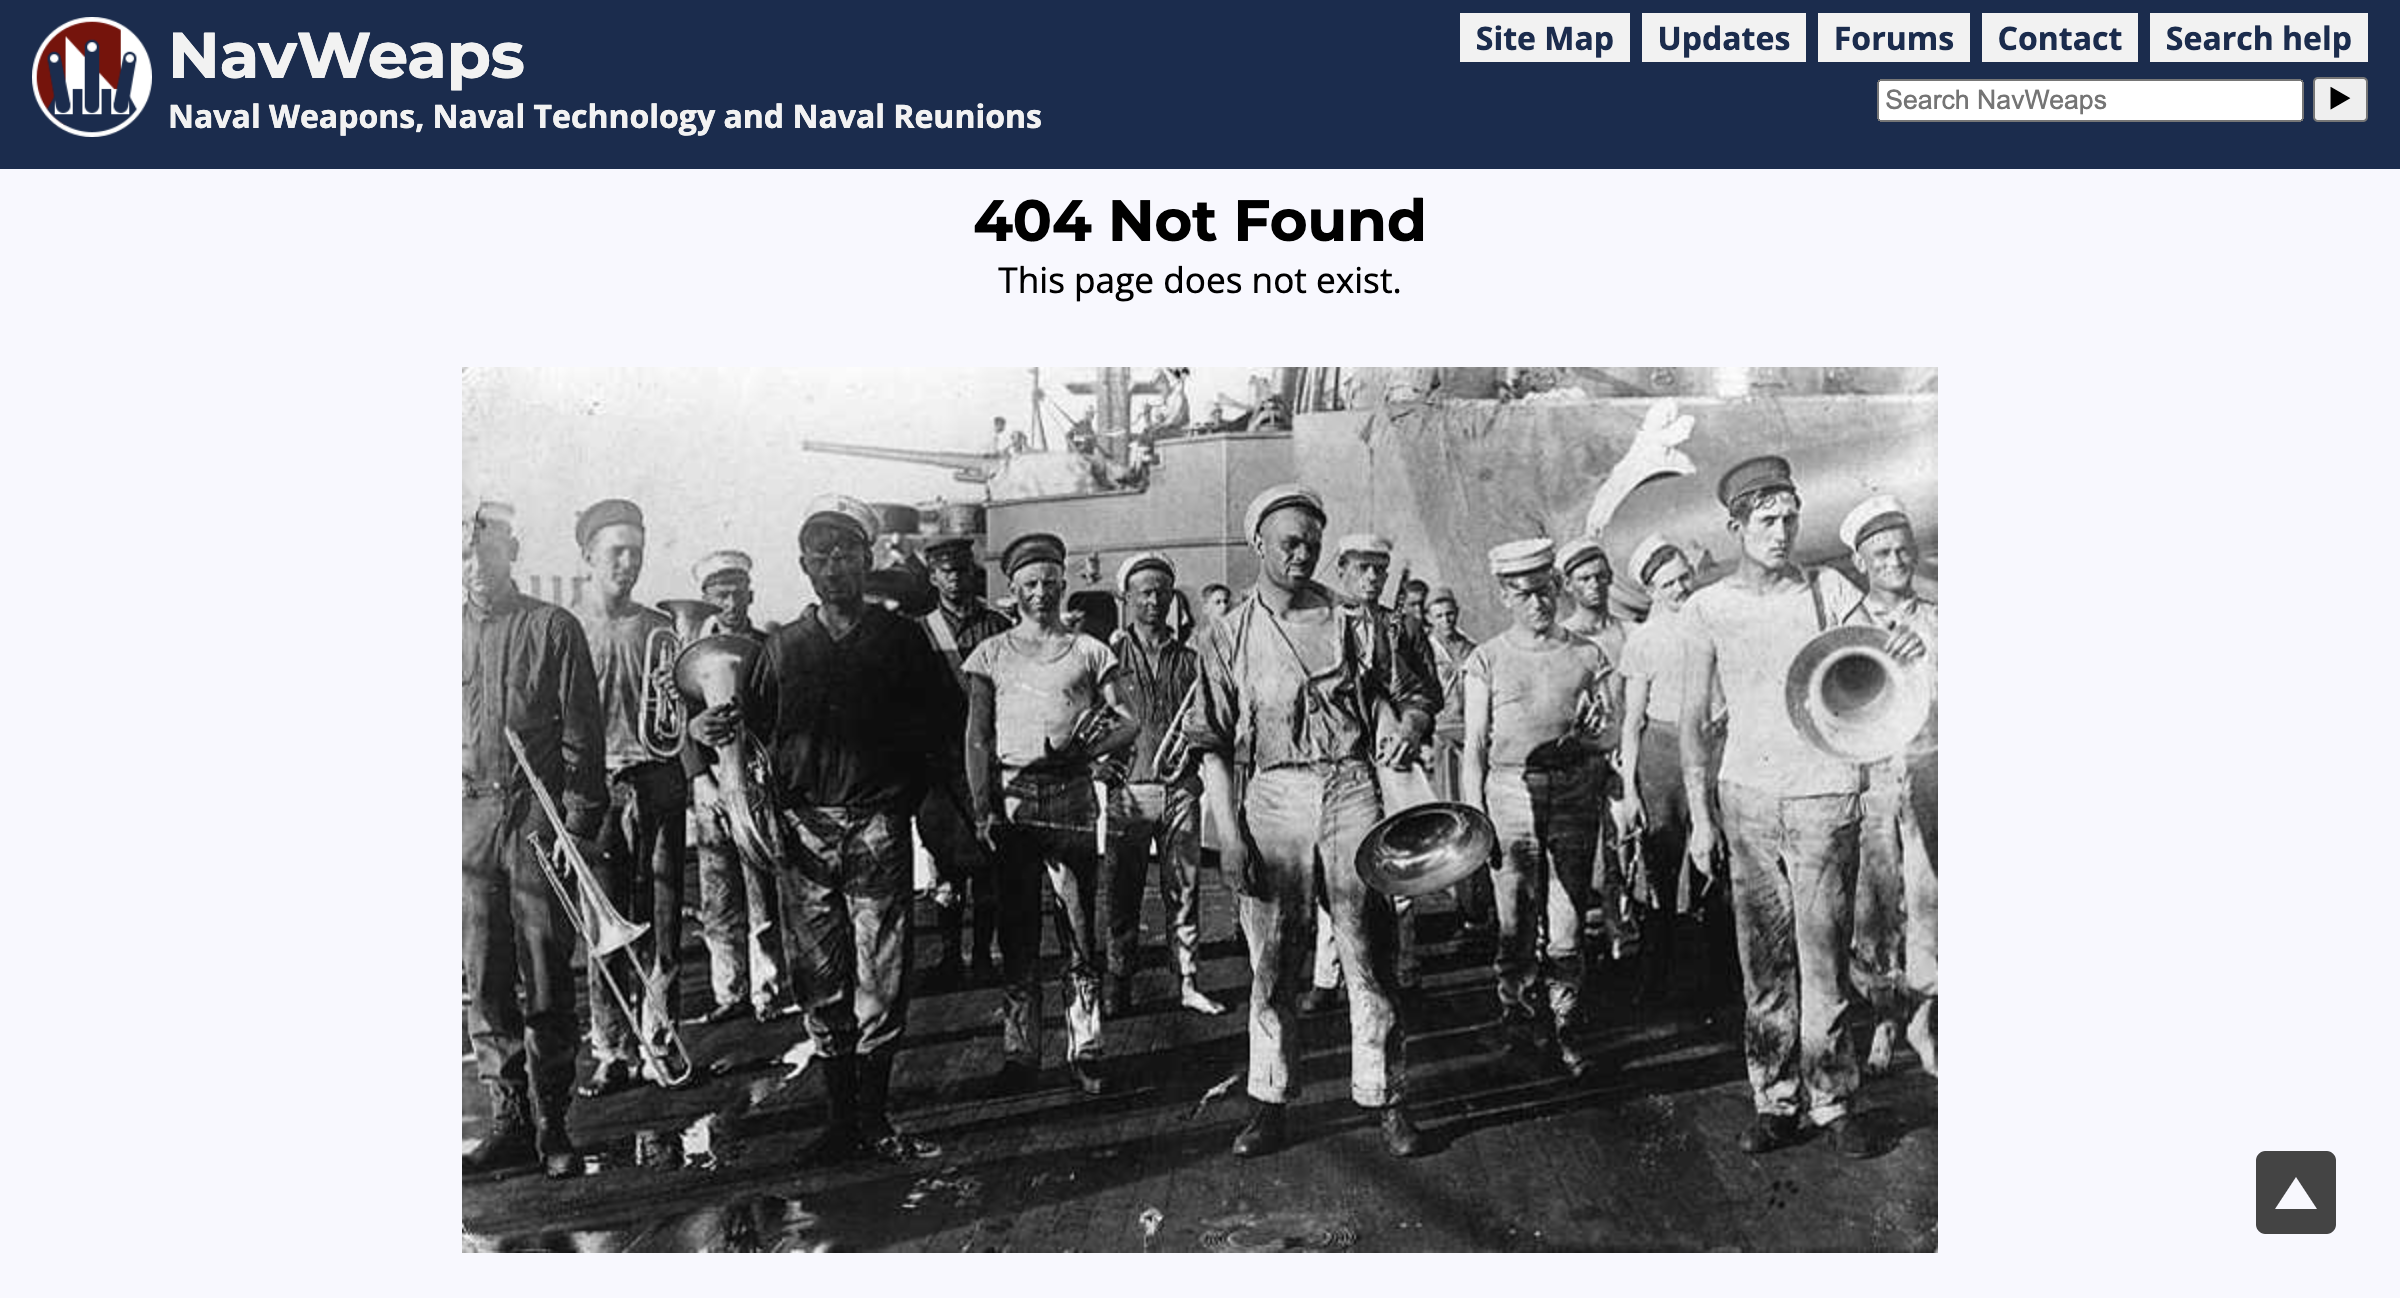 NavWeaps
Naval Weapons, Naval Technology and Naval Reunions
Site Map Updates Forums Contact Search help
Search NavWeaps
404 Not Found
This page does not exist.